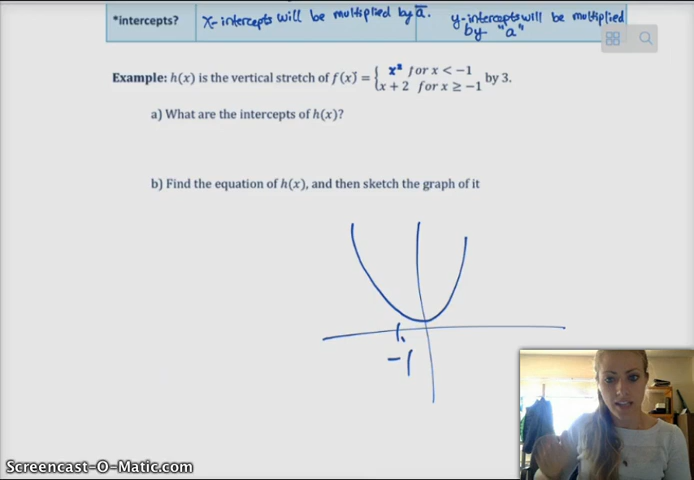 *intercepts? x-intercepts will be multiplied by a. y-intercepts will be multiplied
by "a"
Example: h(x) is the vertical stretch of f(x) = { x² for x < −1
x + 2 for x ≥ −1 by 3.
a) What are the intercepts of h(x)?
b) Find the equation of h(x), and then sketch the graph of it
−1
Screencast-O-Matic.com